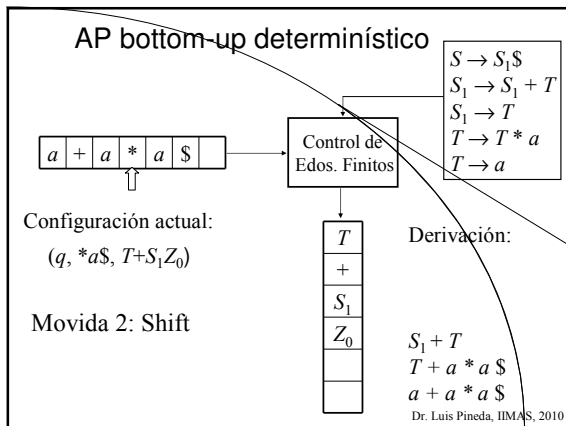 AP bottom-up determinístico
S → S₁$
S₁ → S₁ + T
S₁ → T
T → T * a
T → a
a + a * a $
Control de
Edos. Finitos
Configuración actual:
(q, *a$, T+S₁Z₀)
T
+
S₁
Z₀
Derivación:
Movida 2: Shift
S₁ + T
T + a * a $
a + a * a $
Dr. Luis Pineda, IIMAS, 2010